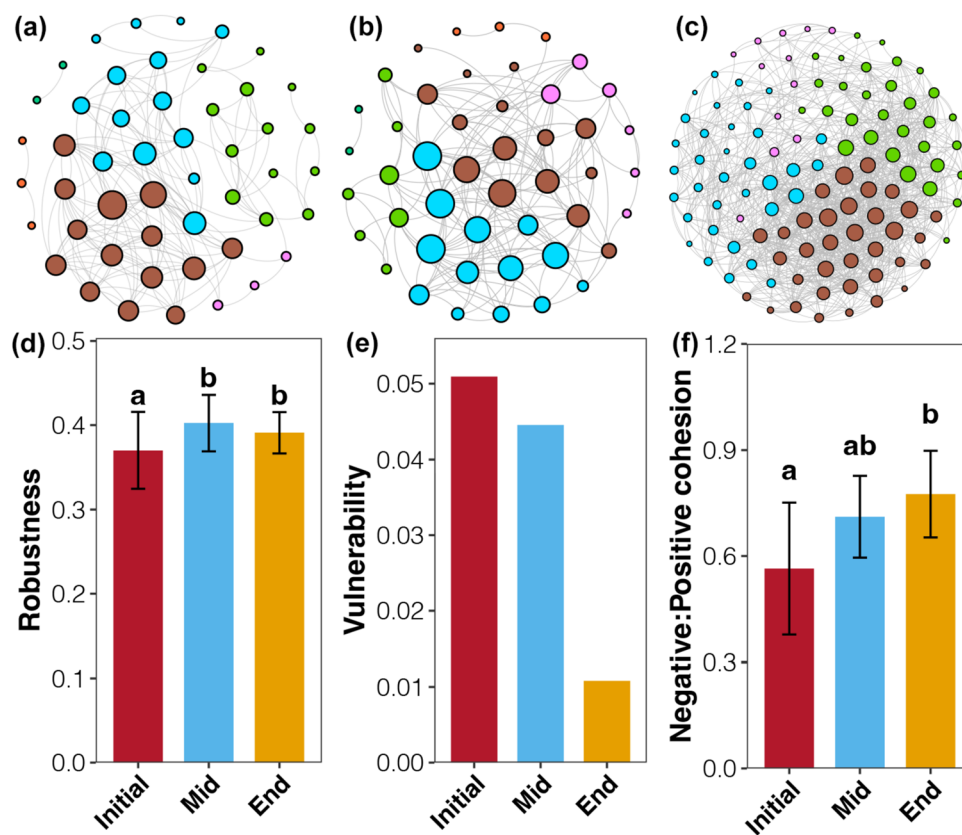 (a)
(b)
(c)
(d)
0.5
0.4
0.3
0.2
0.1
0.0
Robustness
a
b
b
Initial
Mid
End
(e)
0.05
0.04
0.03
0.02
0.01
0.00
Vulnerability
Initial
Mid
End
(f)
1.2
0.9
0.6
0.3
0.0
Negative:Positive cohesion
a
ab
b
Initial
Mid
End